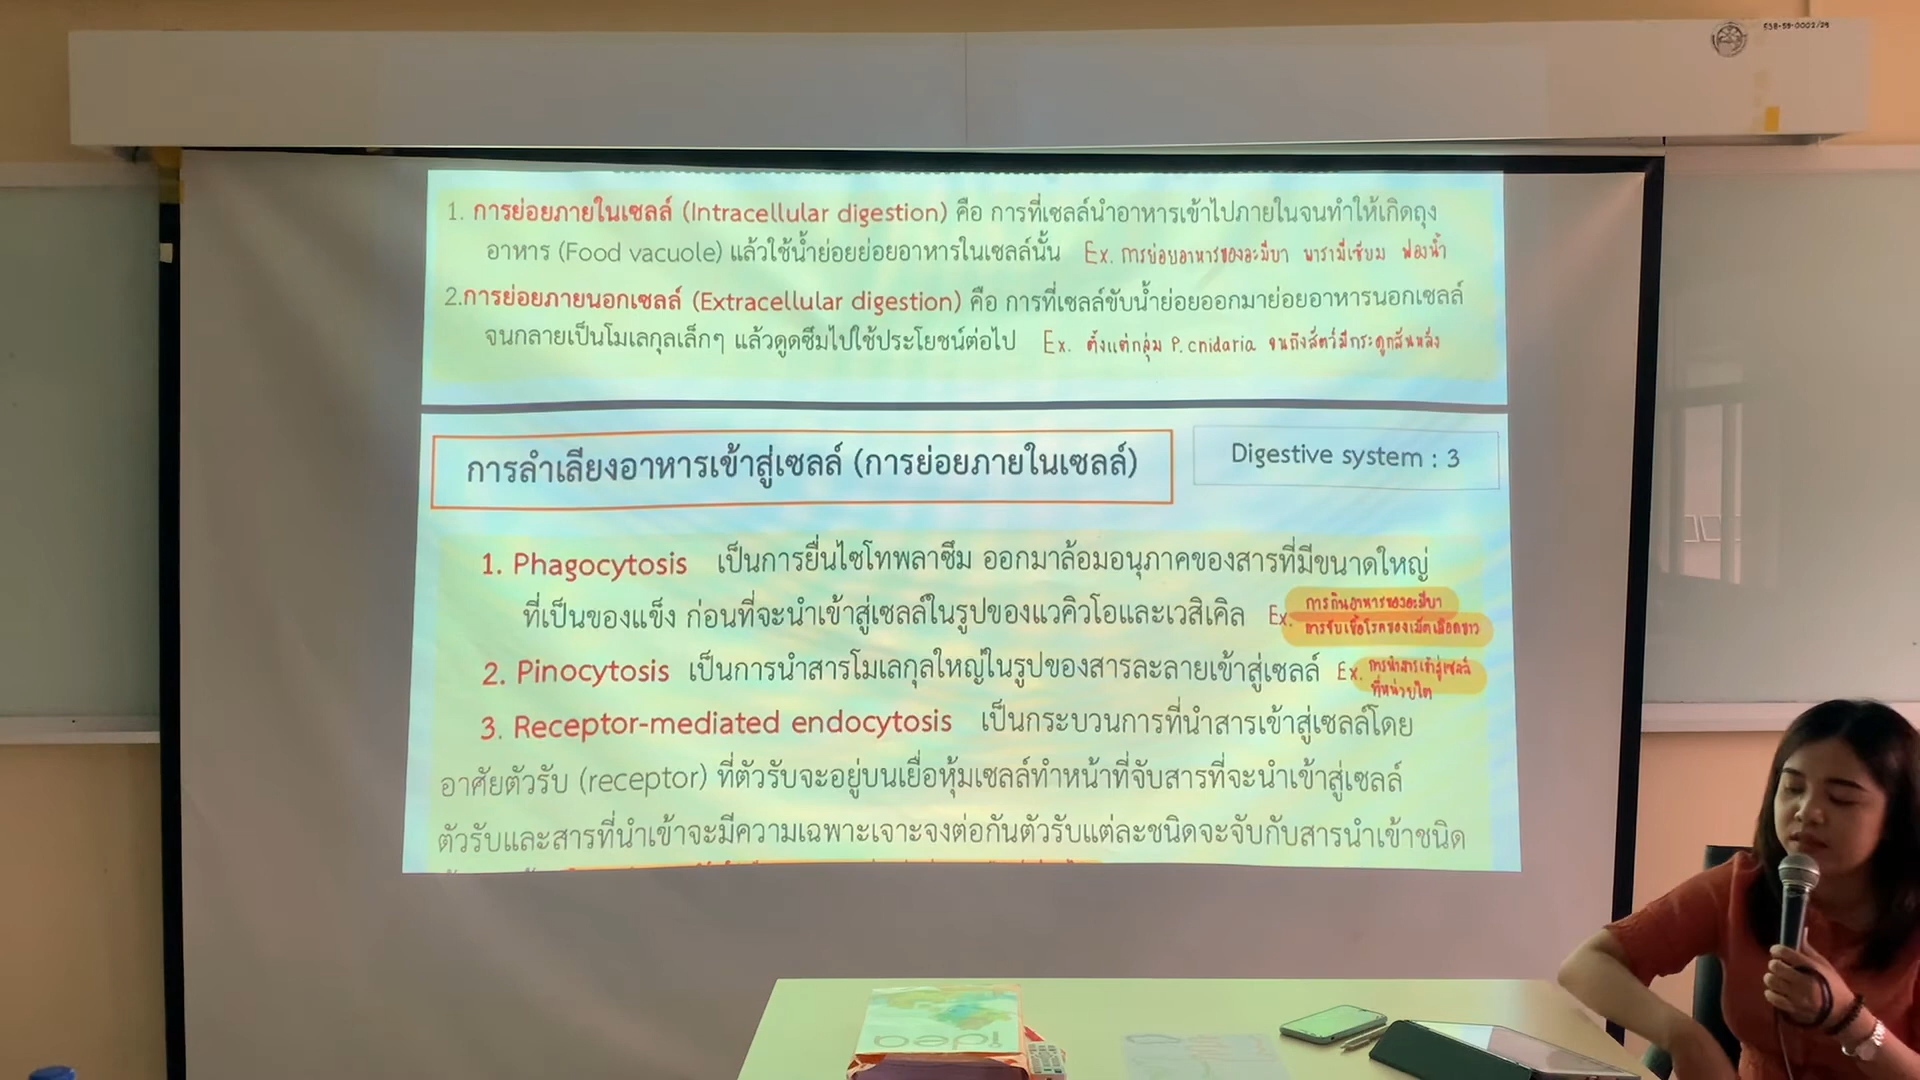 538-59-0002/29
1. การย่อยภายในเซลล์ (Intracellular digestion) คือ การที่เซลล์นำอาหารเข้าไปภายในจนทำให้เกิดถุง
อาหาร (Food vacuole) แล้วใช้น้ำย่อยย่อยอาหารในเซลล์นั้น Ex. การย่อยอาหารของอะมีบา พารามีเซียม ฟองน้ำ
2.การย่อยภายนอกเซลล์ (Extracellular digestion) คือ การที่เซลล์ขับน้ำย่อยออกมาย่อยอาหารนอกเซลล์
จนกลายเป็นโมเลกุลเล็กๆ แล้วดูดซึมไปใช้ประโยชน์ต่อไป Ex. ตั้งแต่กลุ่ม P. cnidaria จนถึงสัตว์มีกระดูกสันหลัง
การลำเลียงอาหารเข้าสู่เซลล์ (การย่อยภายในเซลล์)
Digestive system : 3
1. Phagocytosis เป็นการยื่นไซโทพลาซึม ออกมาล้อมอนุภาคของสารที่มีขนาดใหญ่
ที่เป็นของแข็ง ก่อนที่จะนำเข้าสู่เซลล์ในรูปของแวคิวโอและเวสิเคิล Ex. การกินอาหารของอะมีบา
การจับเชื้อโรคของเม็ดเลือดขาว
2. Pinocytosis เป็นการนำสารโมเลกุลใหญ่ในรูปของสารละลายเข้าสู่เซลล์ Ex. การนำสารเข้าสู่เซลล์
ที่หน่วยไต
3. Receptor-mediated endocytosis เป็นกระบวนการที่นำสารเข้าสู่เซลล์โดย
อาศัยตัวรับ (receptor) ที่ตัวรับจะอยู่บนเยื่อหุ้มเซลล์ทำหน้าที่จับสารที่จะนำเข้าสู่เซลล์
ตัวรับและสารที่นำเข้าจะมีความเฉพาะเจาะจงต่อกันตัวรับแต่ละชนิดจะจับกับสารนำเข้าชนิด
idea